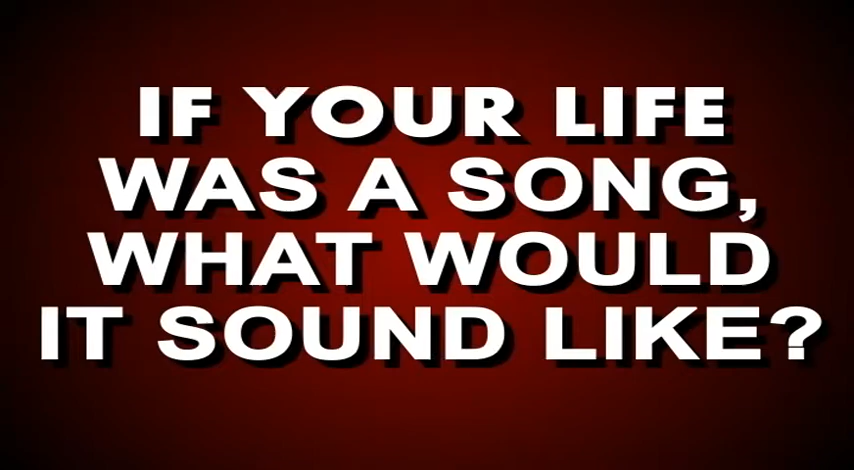 IF YOUR LIFE
WAS A SONG,
WHAT WOULD
IT SOUND LIKE?